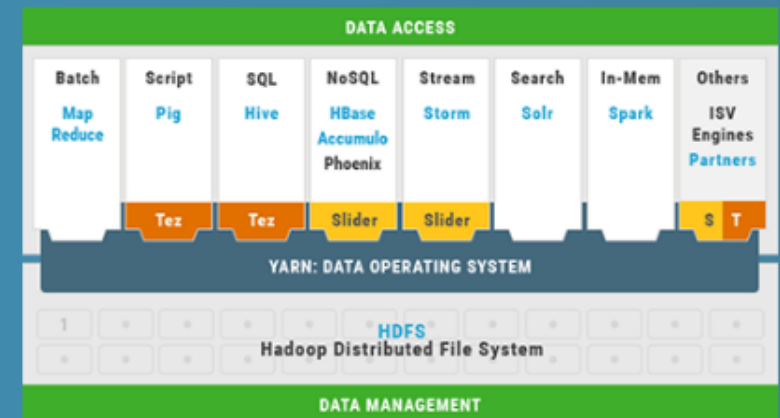 DATA ACCESS
Batch
Map
Reduce
Script
Pig
SQL
Hive
NoSQL
HBase
Accumulo
Phoenix
Stream
Storm
Search
Solr
In-Mem
Spark
Others
ISV
Engines
Partners
Tez
Tez
Slider
Slider
S
T
YARN: DATA OPERATING SYSTEM
1
HDFS
Hadoop Distributed File System
DATA MANAGEMENT